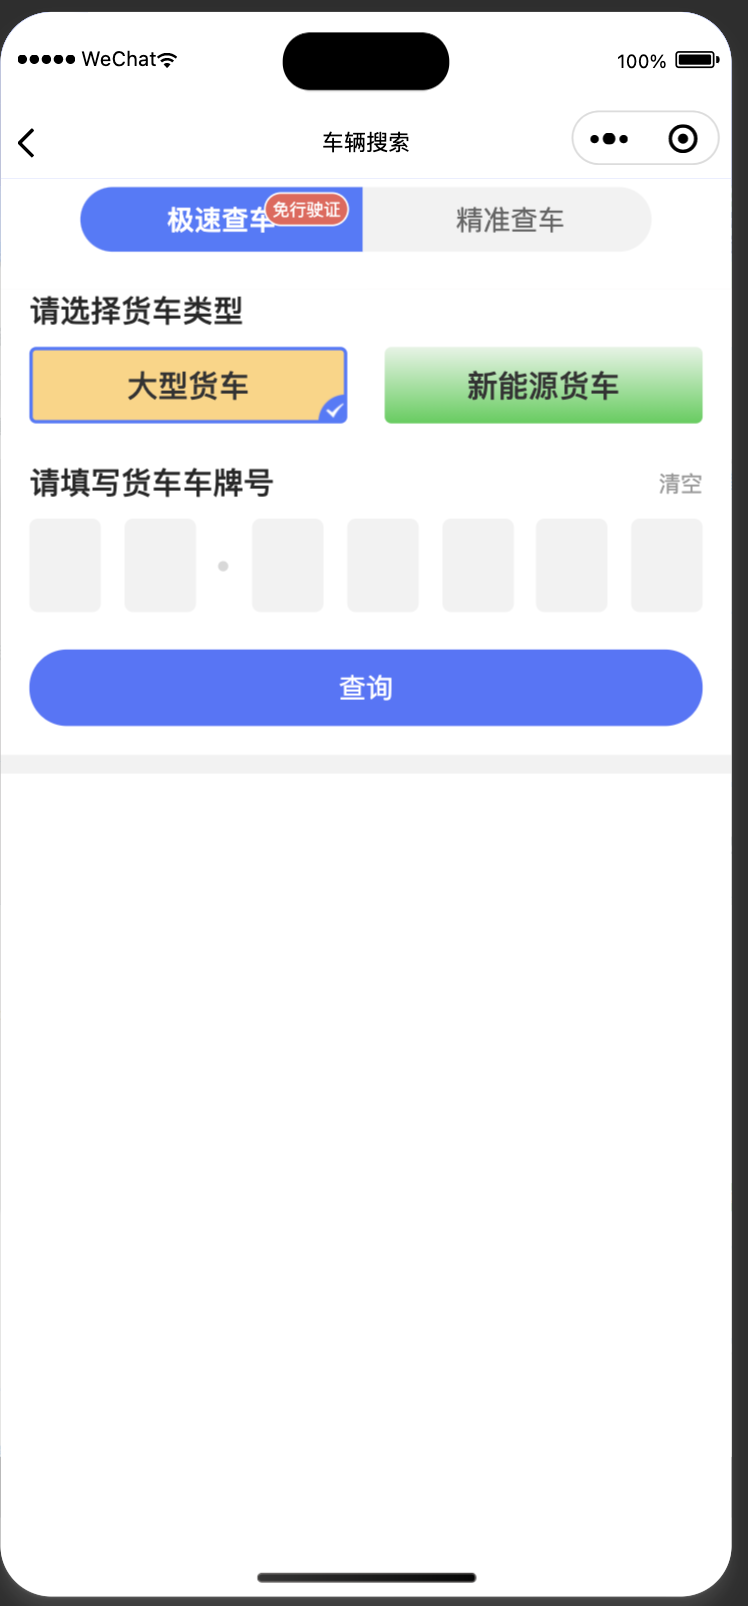 WeChat
100%
车辆搜索
极速查车
免行驶证
精准查车
请选择货车类型
大型货车
新能源货车
请填写货车车牌号
清空
查询